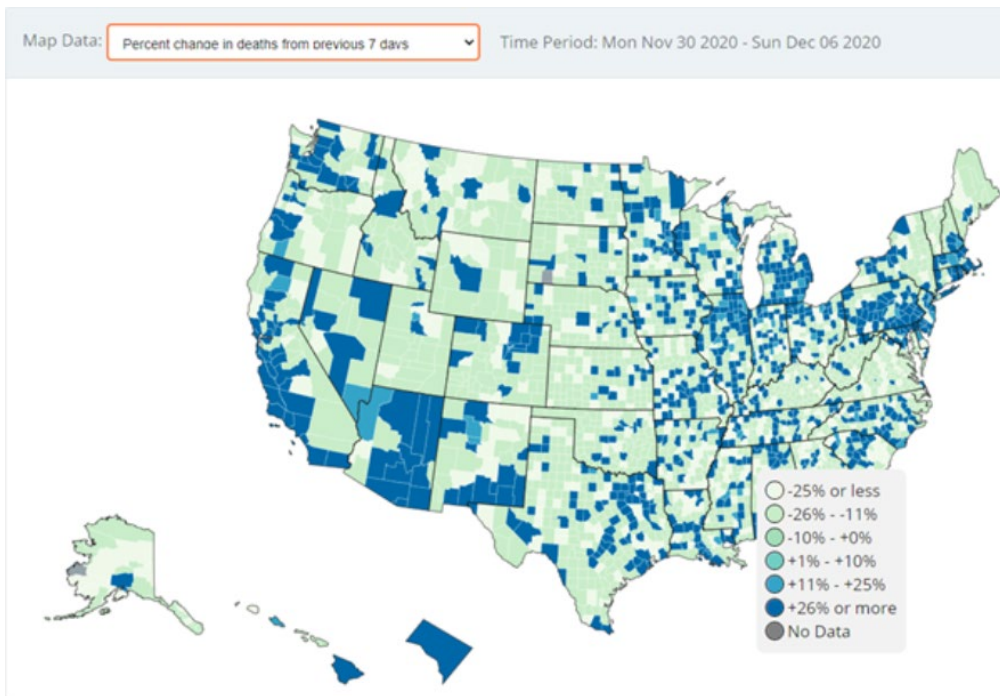 Map Data: Percent change in deaths from previous 7 days Time Period: Mon Nov 30 2020 - Sun Dec 06 2020
-25% or less
-26% - -11%
-10% - +0%
+1% - +10%
+11% - +25%
+26% or more
No Data